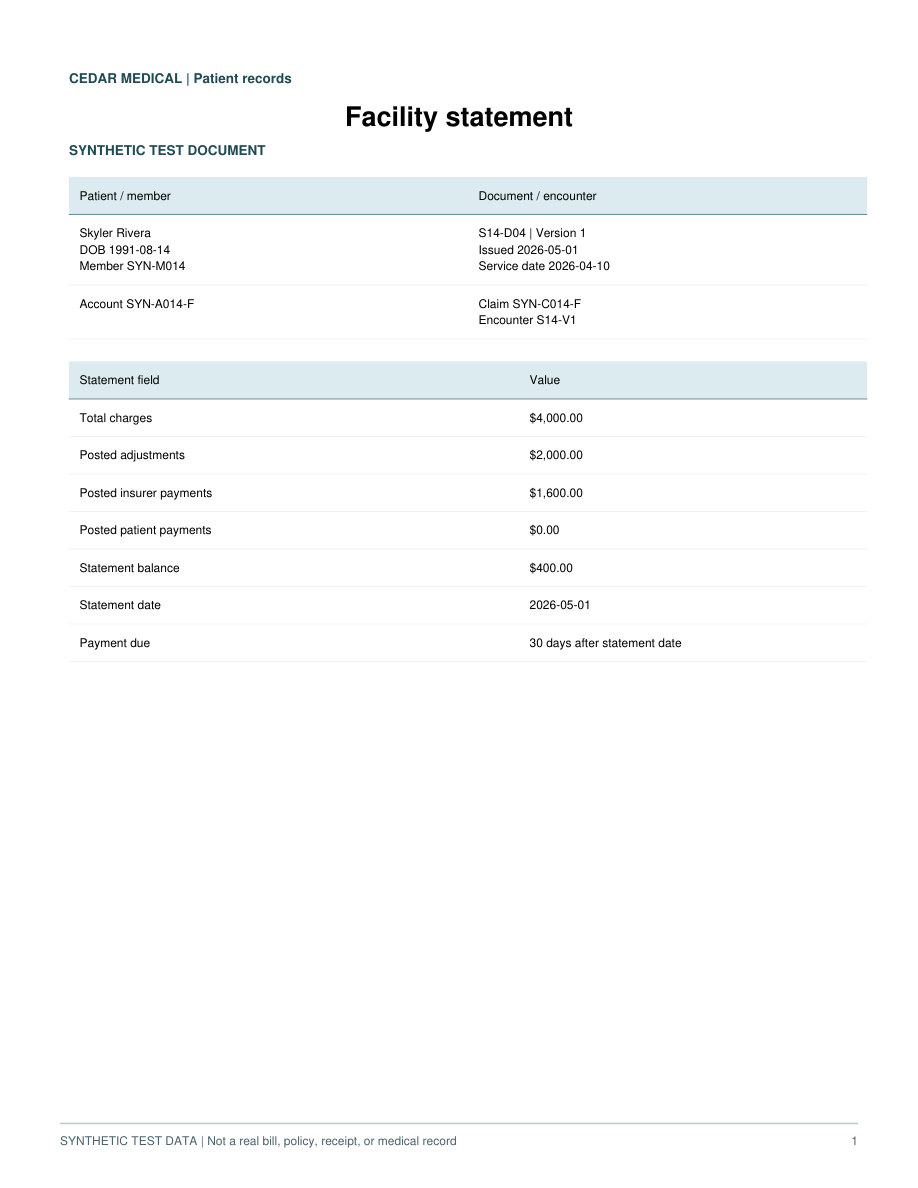 CEDAR MEDICAL | Patient records
Facility statement
SYNTHETIC TEST DOCUMENT
Patient / member Document / encounter
Skyler Rivera S14-D04 | Version 1
DOB 1991-08-14 Issued 2026-05-01
Member SYN-M014 Service date 2026-04-10
Account SYN-A014-F Claim SYN-C014-F
Encounter S14-V1
Statement field Value
Total charges $4,000.00
Posted adjustments $2,000.00
Posted insurer payments $1,600.00
Posted patient payments $0.00
Statement balance $400.00
Statement date 2026-05-01
Payment due 30 days after statement date
SYNTHETIC TEST DATA | Not a real bill, policy, receipt, or medical record 1